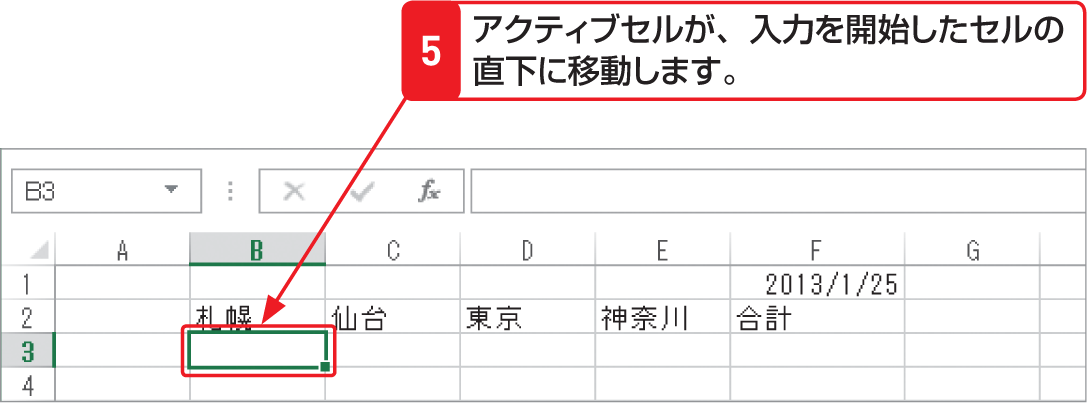 5
アクティブセルが、入力を開始したセルの
直下に移動します。
B3 fx
A B C D E F G
1 2013/1/25
2 札幌 仙台 東京 神奈川 合計
3
4